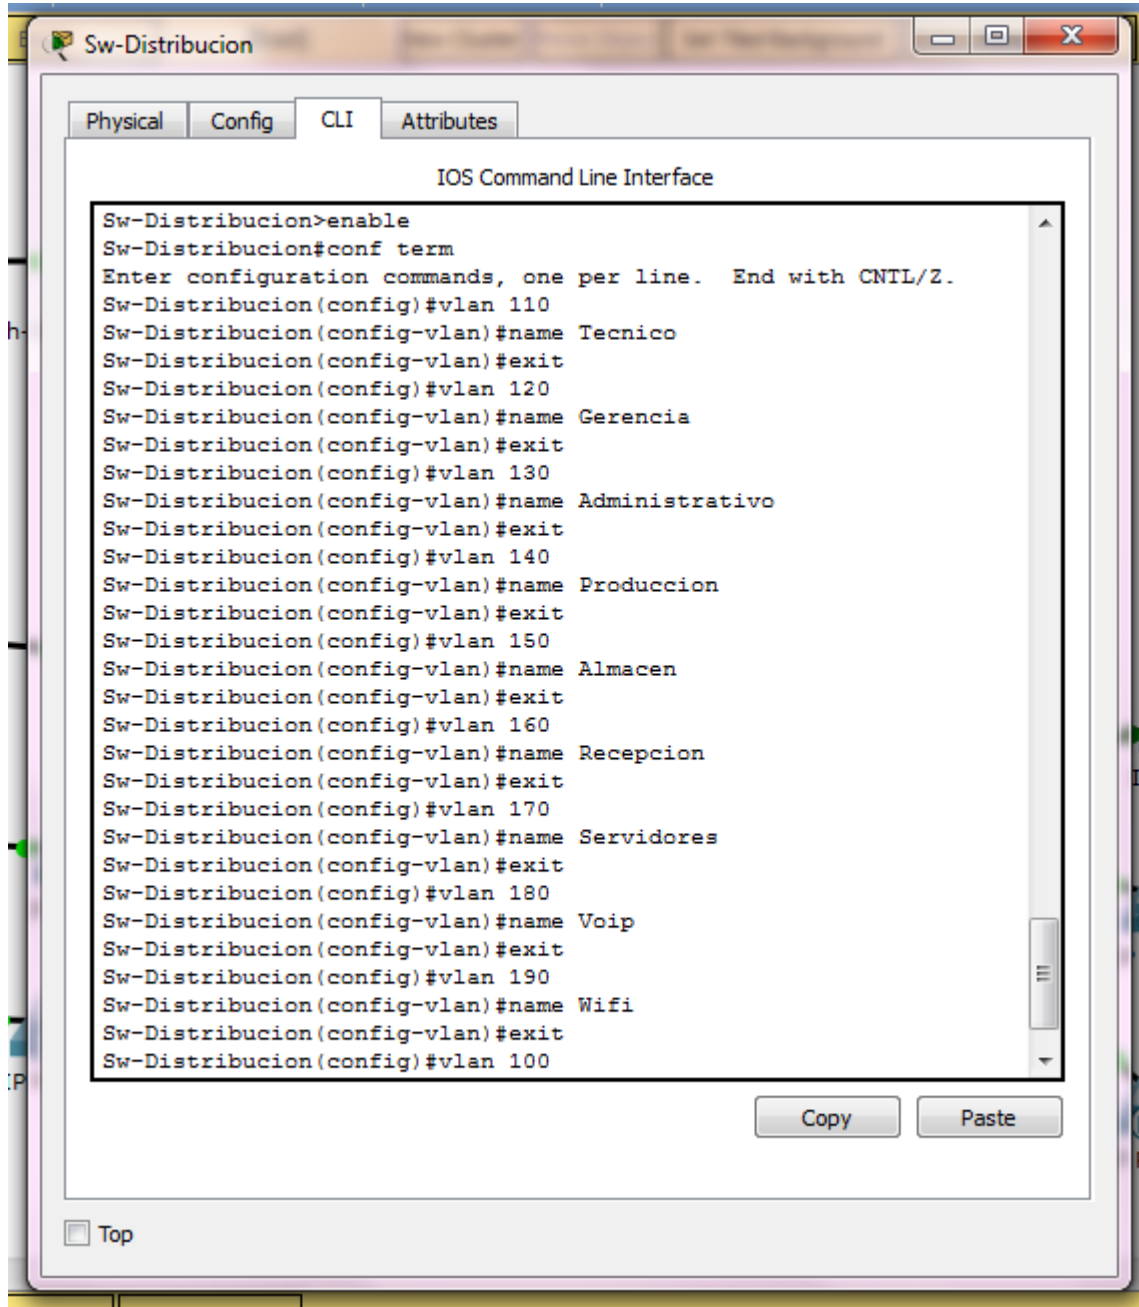 Sw-Distribucion
Physical Config CLI Attributes
IOS Command Line Interface
Sw-Distribucion>enable
Sw-Distribucion#conf term
Enter configuration commands, one per line.  End with CNTL/Z.
Sw-Distribucion(config)#vlan 110
Sw-Distribucion(config-vlan)#name Tecnico
Sw-Distribucion(config-vlan)#exit
Sw-Distribucion(config)#vlan 120
Sw-Distribucion(config-vlan)#name Gerencia
Sw-Distribucion(config-vlan)#exit
Sw-Distribucion(config)#vlan 130
Sw-Distribucion(config-vlan)#name Administrativo
Sw-Distribucion(config-vlan)#exit
Sw-Distribucion(config)#vlan 140
Sw-Distribucion(config-vlan)#name Produccion
Sw-Distribucion(config-vlan)#exit
Sw-Distribucion(config)#vlan 150
Sw-Distribucion(config-vlan)#name Almacen
Sw-Distribucion(config-vlan)#exit
Sw-Distribucion(config)#vlan 160
Sw-Distribucion(config-vlan)#name Recepcion
Sw-Distribucion(config-vlan)#exit
Sw-Distribucion(config)#vlan 170
Sw-Distribucion(config-vlan)#name Servidores
Sw-Distribucion(config-vlan)#exit
Sw-Distribucion(config)#vlan 180
Sw-Distribucion(config-vlan)#name Voip
Sw-Distribucion(config-vlan)#exit
Sw-Distribucion(config)#vlan 190
Sw-Distribucion(config-vlan)#name Wifi
Sw-Distribucion(config-vlan)#exit
Sw-Distribucion(config)#vlan 100
Copy Paste
Top